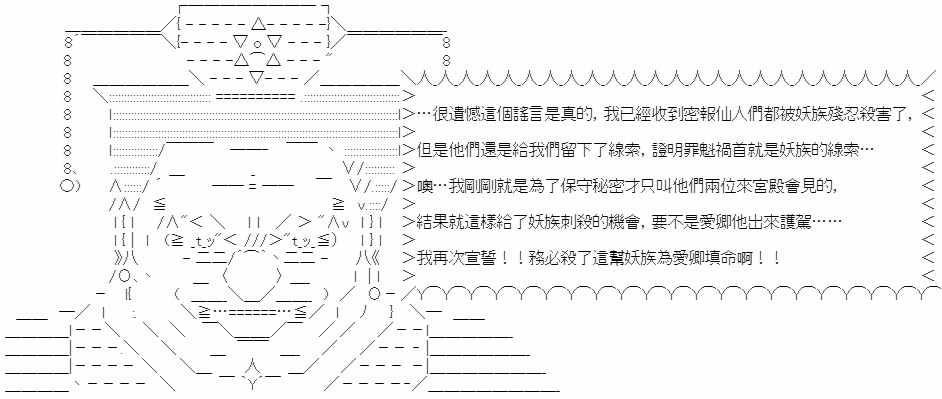 …很遺憾這個謠言是真的，我已經收到密報仙人們都被妖族殘忍殺害了，
但是他們還是給我們留下了線索，證明罪魁禍首就是妖族的線索…
噢…我剛剛就是為了保守秘密才只叫他們兩位來宮殿會見的，
結果就這樣給了妖族刺殺的機會，要不是愛卿他出來護駕……
我再次宣誓！！務必殺了這幫妖族為愛卿填命啊！！